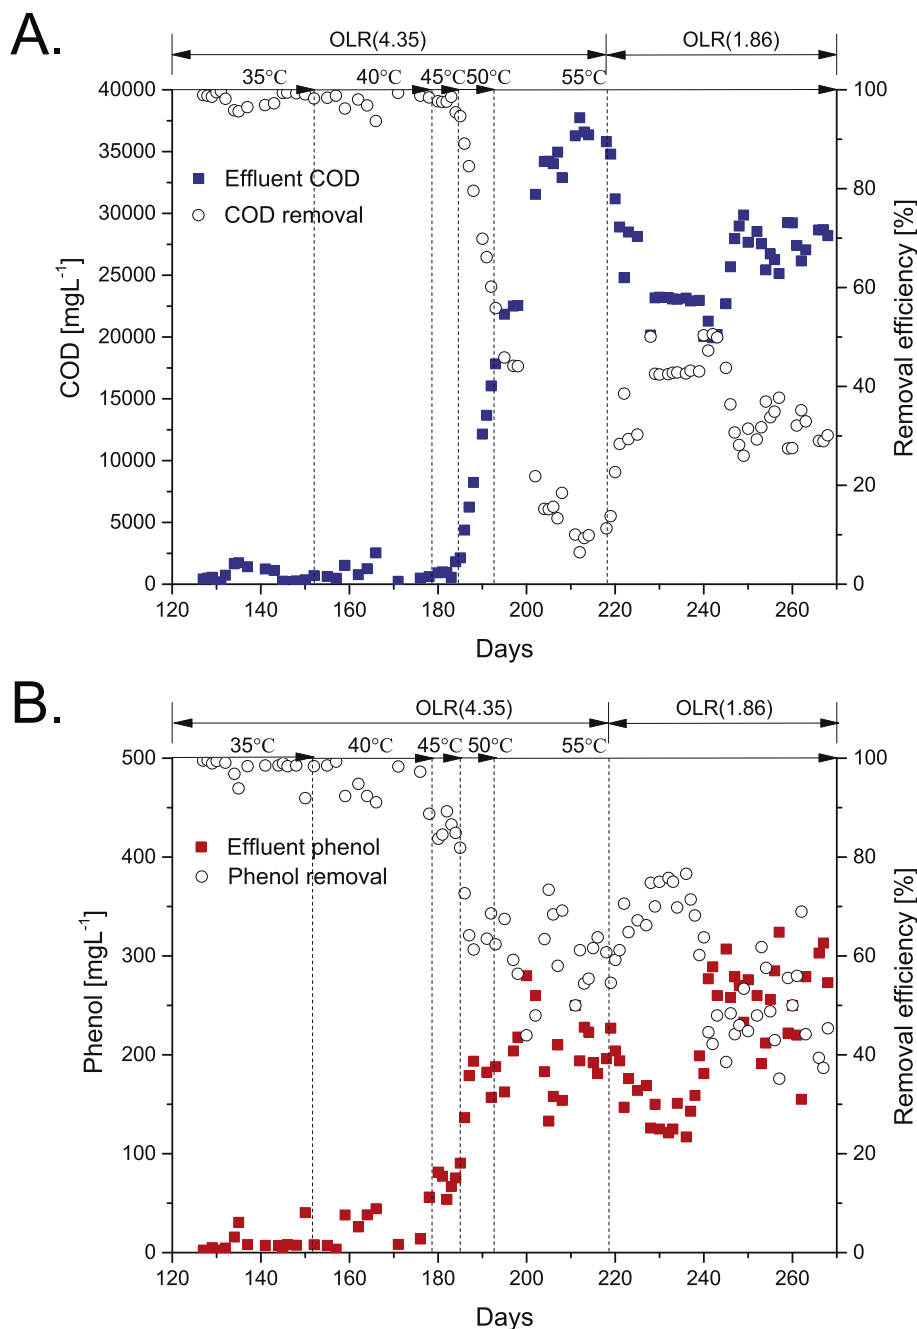 A.
OLR(4.35) OLR(1.86)
35°C 40°C 45°C 50°C 55°C
40000 100
35000
Effluent COD
COD removal
80
30000
25000
60
20000
15000
40
10000
20
5000
0 0
COD [mgL⁻¹]
Removal efficiency [%]
120 140 160 180 200 220 240 260
Days
B.
OLR(4.35) OLR(1.86)
35°C 40°C 45°C 50°C 55°C
500 100
Effluent phenol
Phenol removal
400 80
300 60
200 40
100 20
0 0
Phenol [mgL⁻¹]
Removal efficiency [%]
120 140 160 180 200 220 240 260
Days